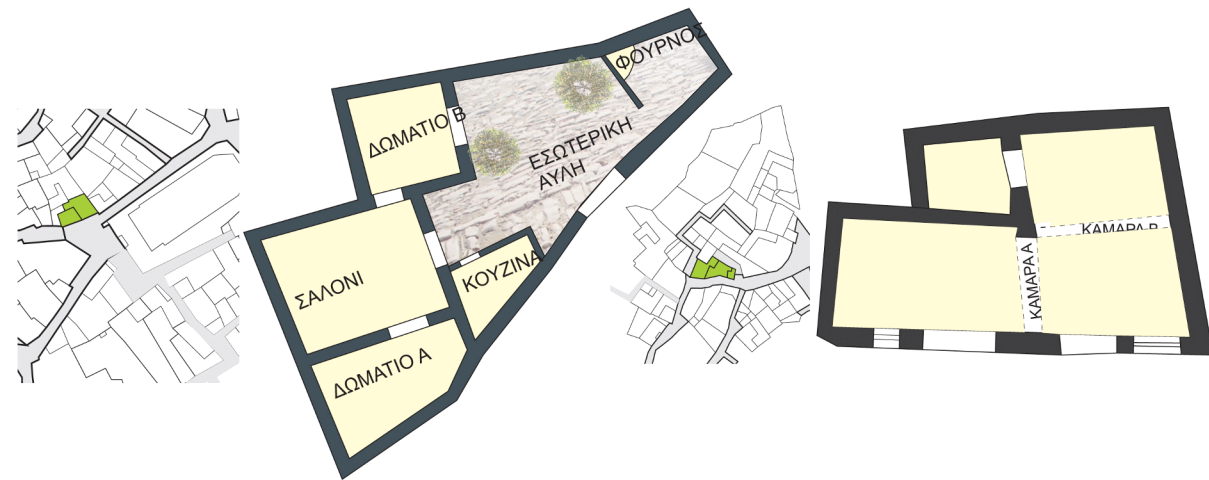 ΦΟΥΡΝΟΣ
ΔΩΜΑΤΙΟ Β
ΕΣΩΤΕΡΙΚΗ
ΑΥΛΗ
ΣΑΛΟΝΙ
ΚΟΥΖΙΝΑ
ΔΩΜΑΤΙΟ Α
ΚΑΜΑΡΑ Β
ΚΑΜΑΡΑ Α